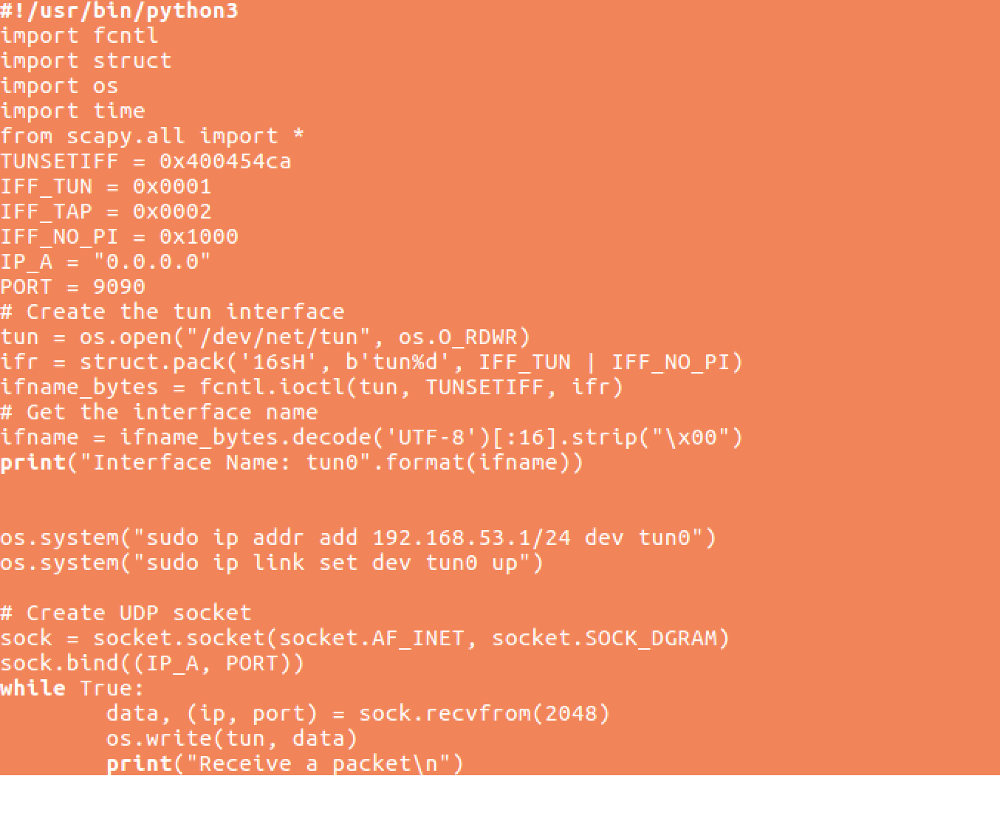 #!/usr/bin/python3
import fcntl
import struct
import os
import time
from scapy.all import *
TUNSETIFF = 0x400454ca
IFF_TUN = 0x0001
IFF_TAP = 0x0002
IFF_NO_PI = 0x1000
IP_A = "0.0.0.0"
PORT = 9090
# Create the tun interface
tun = os.open("/dev/net/tun", os.O_RDWR)
ifr = struct.pack('16sH', b'tun%d', IFF_TUN | IFF_NO_PI)
ifname_bytes = fcntl.ioctl(tun, TUNSETIFF, ifr)
# Get the interface name
ifname = ifname_bytes.decode('UTF-8')[:16].strip("\x00")
print("Interface Name: tun0".format(ifname))
os.system("sudo ip addr add 192.168.53.1/24 dev tun0")
os.system("sudo ip link set dev tun0 up")
# Create UDP socket
sock = socket.socket(socket.AF_INET, socket.SOCK_DGRAM)
sock.bind((IP_A, PORT))
while True:
        data, (ip, port) = sock.recvfrom(2048)
        os.write(tun, data)
        print("Receive a packet\n")